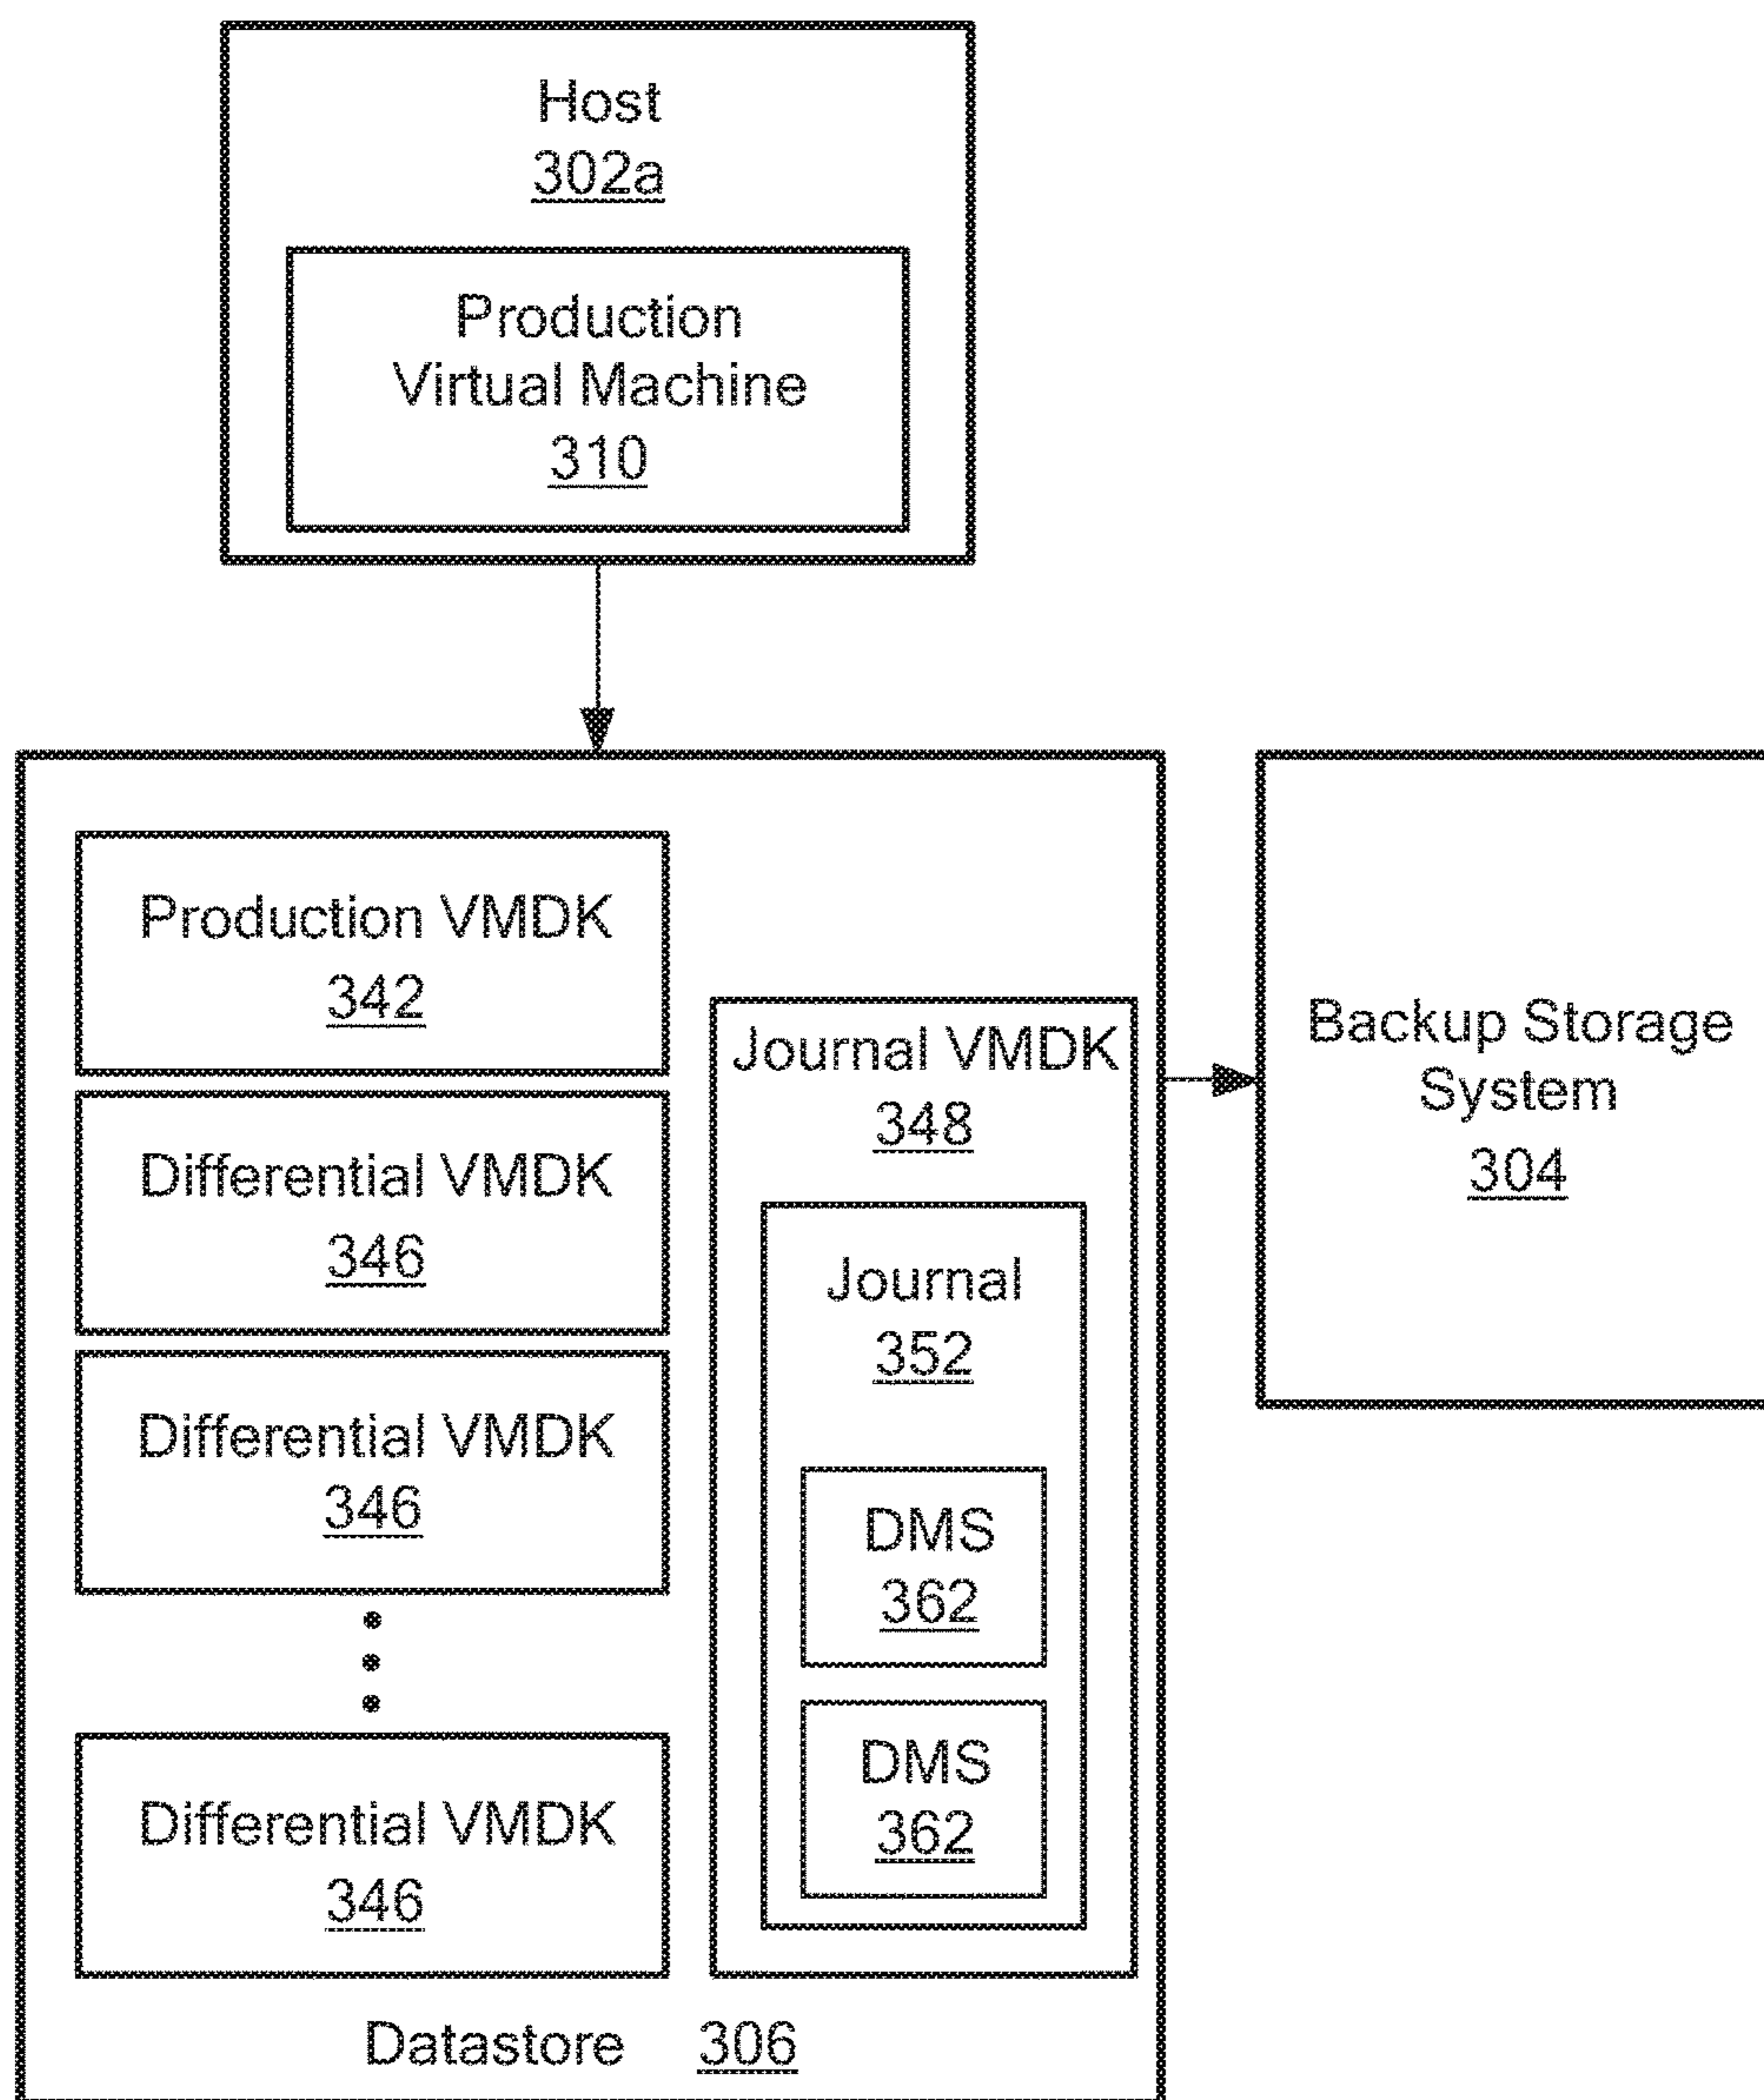 Host
302a
Production
Virtual Machine
310
Production VMDK
342
Differential VMDK
346
Differential VMDK
346
Differential VMDK
346
Journal VMDK
348
Journal
352
DMS
362
DMS
362
Datastore 306
Backup Storage
System
304